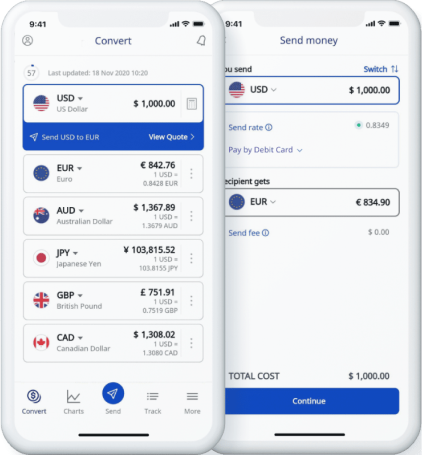 9:41
Convert
57
Last updated: 18 Nov 2020 10:20
USD
US Dollar
$ 1,000.00
Send USD to EUR
View Quote
EUR
Euro
€ 842.76
1 USD =
0.8428 EUR
AUD
Australian Dollar
$ 1,367.89
1 USD =
1.3679 AUD
JPY
Japanese Yen
¥ 103,815.52
1 USD =
103.8155 JPY
GBP
British Pound
£ 751.91
1 USD =
0.7519 GBP
CAD
Canadian Dollar
$ 1,308.02
1 USD =
1.3080 CAD
Convert
Charts
Send
Track
More
9:41
Send money
ou send
Switch
USD
$ 1,000.00
Send rate
0.8349
Pay by Debit Card
ecipient gets
EUR
€ 834.90
Send fee
$ 0.00
TOTAL COST
$ 1,000.00
Continue